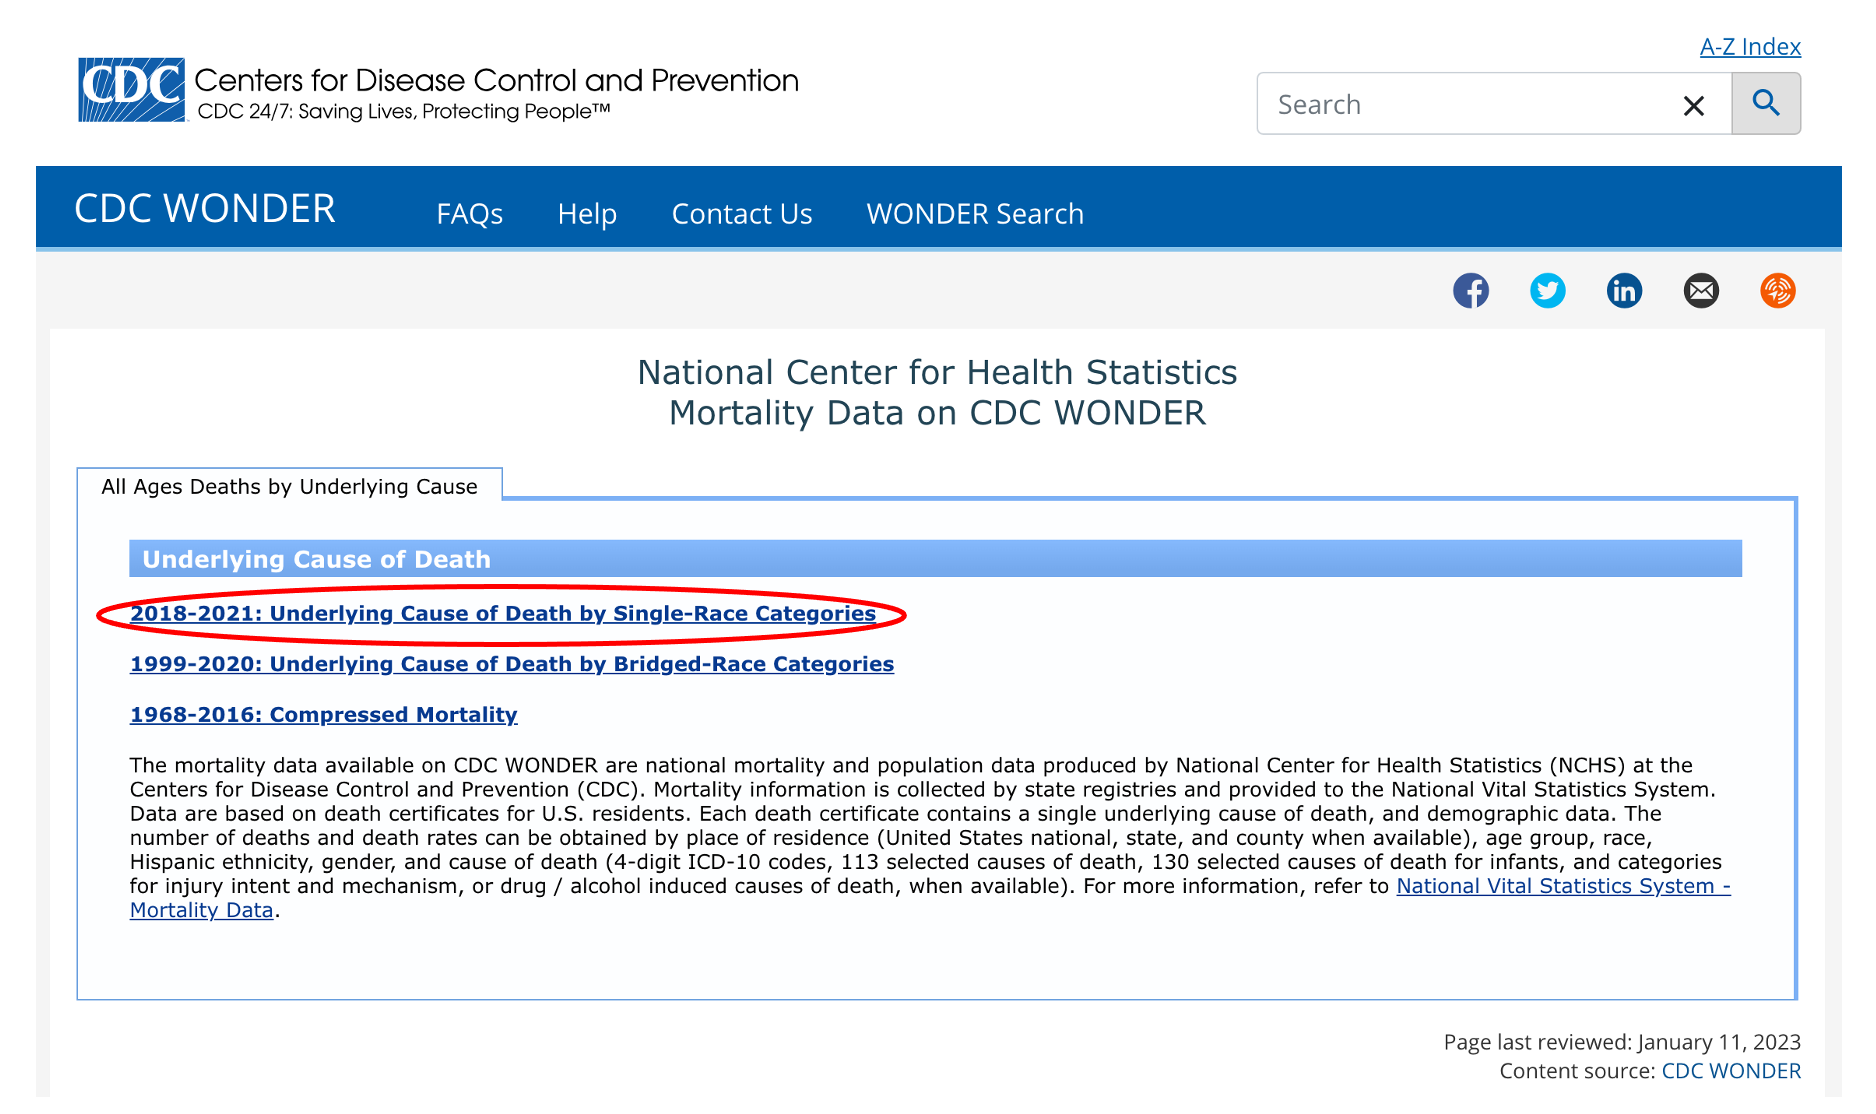 A-Z Index
CDC Centers for Disease Control and Prevention
CDC 24/7: Saving Lives, Protecting People™
Search
CDC WONDER FAQs Help Contact Us WONDER Search
National Center for Health Statistics
Mortality Data on CDC WONDER
All Ages Deaths by Underlying Cause
Underlying Cause of Death
2018-2021: Underlying Cause of Death by Single-Race Categories
1999-2020: Underlying Cause of Death by Bridged-Race Categories
1968-2016: Compressed Mortality
The mortality data available on CDC WONDER are national mortality and population data produced by National Center for Health Statistics (NCHS) at the
Centers for Disease Control and Prevention (CDC). Mortality information is collected by state registries and provided to the National Vital Statistics System.
Data are based on death certificates for U.S. residents. Each death certificate contains a single underlying cause of death, and demographic data. The
number of deaths and death rates can be obtained by place of residence (United States national, state, and county when available), age group, race,
Hispanic ethnicity, gender, and cause of death (4-digit ICD-10 codes, 113 selected causes of death, 130 selected causes of death for infants, and categories
for injury intent and mechanism, or drug / alcohol induced causes of death, when available). For more information, refer to National Vital Statistics System -
Mortality Data.
Page last reviewed: January 11, 2023
Content source: CDC WONDER